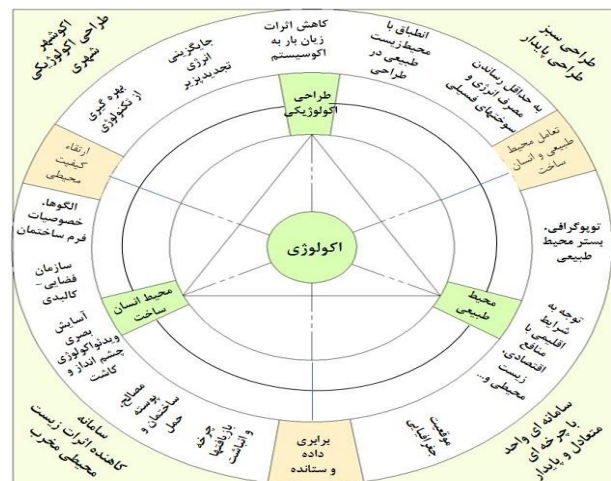 اکوشهر
طراحی اکولوژیکی
شهری
طراحی سبز
طراحی پایدار
بهره گیری
از تکنولوژی
جایگزینی
انرژی
تجدیدپزیر
کاهش اثرات
زیان بار به
اکوسیستم
انطباق با
محیط‌زیست
طبیعی در
طراحی
به حداقل رساندن
مصرف انرژی و
سوختهای فسیلی
طراحی
اکولوژیکی
تعامل محیط
طبیعی و انسان
ساخت
ارتقاء
کیفیت
محیطی
توپوگرافی،
بستر محیط
طبیعی
الگوها،
خصوصیات
فرم ساختمان
اکولوژی
سازمان
فضایی –
کالبدی
محیط انسان
ساخت
محیط
طبیعی
توجه به
شرایط
اقلیمی با
منافع
اقتصادی،
زیست
محیطی و...
آسایش
بصری
ویدئواکولوژی
چشم انداز و
کاشت
مصالح،
پوسته
ساختمان و
حمل
چرخه
بازیافتها
و انباشت
برابری
داده
و ستانده
موقعیت
جغرافیایی
سامانه
کاهنده اثرات زیست
محیطی مخرب
سامانه ای واحد
با چرخه ای
متعادل و پایدار